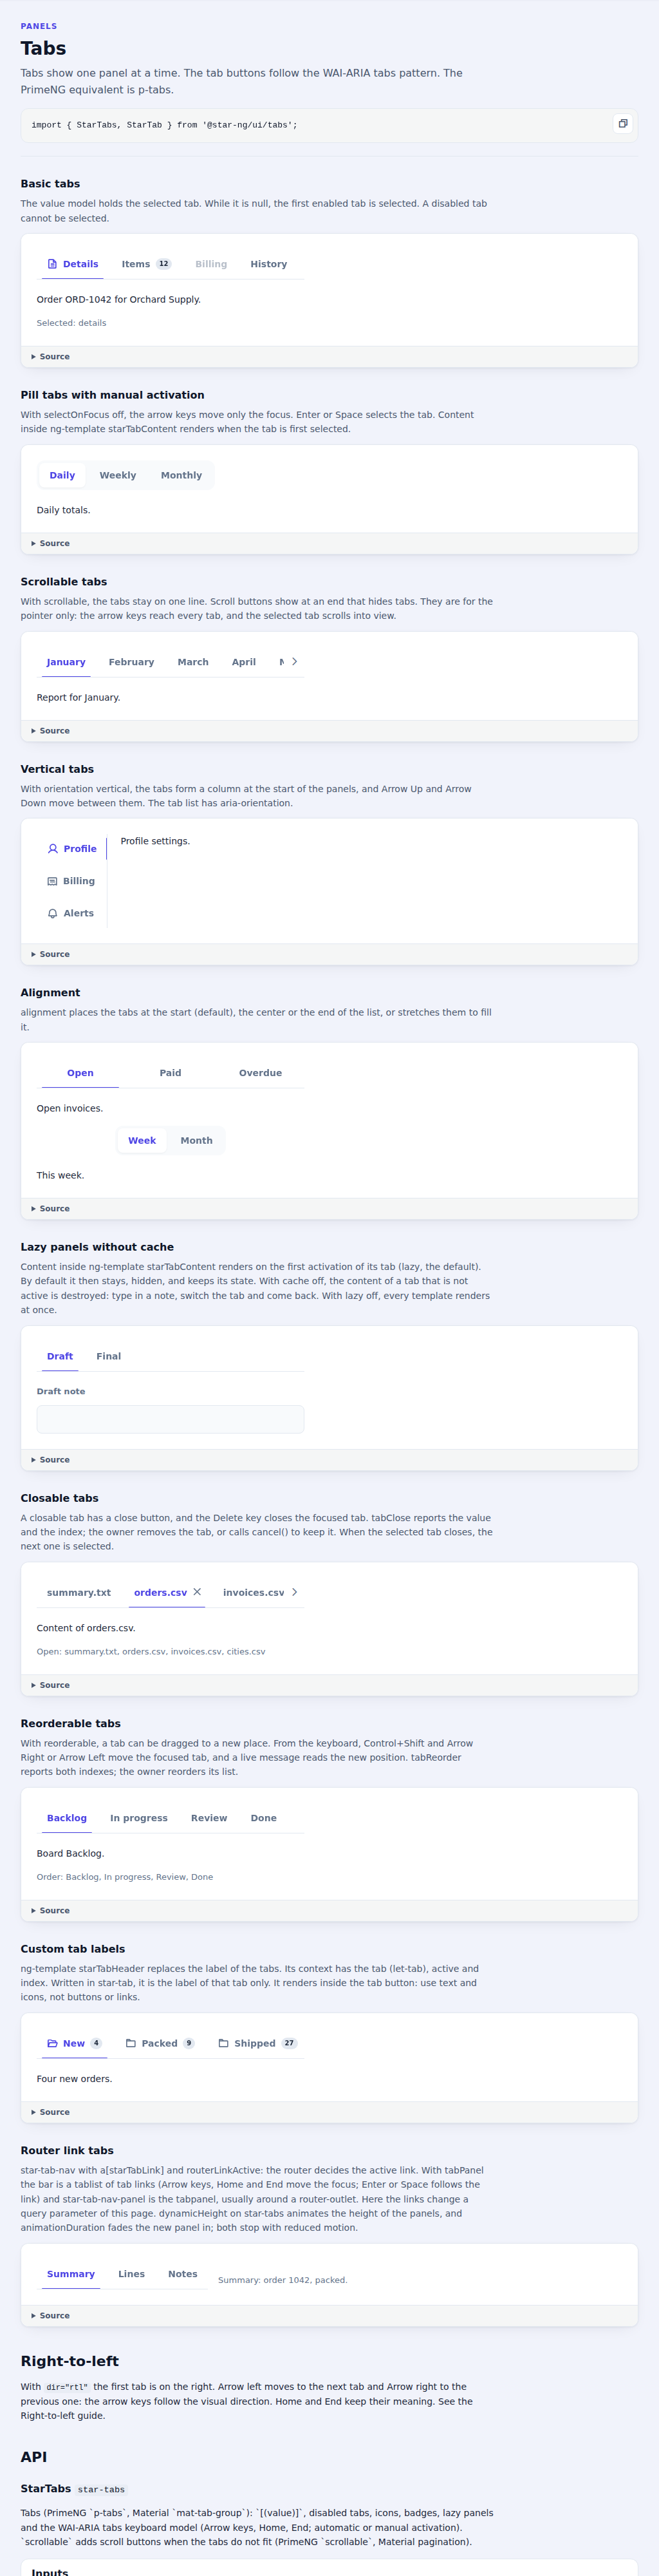 PANELS
Tabs
Tabs show one panel at a time. The tab buttons follow the WAI-ARIA tabs pattern. The
PrimeNG equivalent is p-tabs.
import { StarTabs, StarTab } from '@star-ng/ui/tabs';
Basic tabs
The value model holds the selected tab. While it is null, the first enabled tab is selected. A disabled tab
cannot be selected.
Details Items 12 Billing History
Order ORD-1042 for Orchard Supply.
Selected: details
Source
Pill tabs with manual activation
With selectOnFocus off, the arrow keys move only the focus. Enter or Space selects the tab. Content
inside ng-template starTabContent renders when the tab is first selected.
Daily Weekly Monthly
Daily totals.
Source
Scrollable tabs
With scrollable, the tabs stay on one line. Scroll buttons show at an end that hides tabs. They are for the
pointer only: the arrow keys reach every tab, and the selected tab scrolls into view.
January February March April
Report for January.
Source
Vertical tabs
With orientation vertical, the tabs form a column at the start of the panels, and Arrow Up and Arrow
Down move between them. The tab list has aria-orientation.
Profile Profile settings.
Billing
Alerts
Source
Alignment
alignment places the tabs at the start (default), the center or the end of the list, or stretches them to fill
it.
Open Paid Overdue
Open invoices.
Week Month
This week.
Source
Lazy panels without cache
Content inside ng-template starTabContent renders on the first activation of its tab (lazy, the default).
By default it then stays, hidden, and keeps its state. With cache off, the content of a tab that is not
active is destroyed: type in a note, switch the tab and come back. With lazy off, every template renders
at once.
Draft Final
Draft note
Source
Closable tabs
A closable tab has a close button, and the Delete key closes the focused tab. tabClose reports the value
and the index; the owner removes the tab, or calls cancel() to keep it. When the selected tab closes, the
next one is selected.
summary.txt orders.csv invoices.csv
Content of orders.csv.
Open: summary.txt, orders.csv, invoices.csv, cities.csv
Source
Reorderable tabs
With reorderable, a tab can be dragged to a new place. From the keyboard, Control+Shift and Arrow
Right or Arrow Left move the focused tab, and a live message reads the new position. tabReorder
reports both indexes; the owner reorders its list.
Backlog In progress Review Done
Board Backlog.
Order: Backlog, In progress, Review, Done
Source
Custom tab labels
ng-template starTabHeader replaces the label of the tabs. Its context has the tab (let-tab), active and
index. Written in star-tab, it is the label of that tab only. It renders inside the tab button: use text and
icons, not buttons or links.
New 4 Packed 9 Shipped 27
Four new orders.
Source
Router link tabs
star-tab-nav with a[starTabLink] and routerLinkActive: the router decides the active link. With tabPanel
the bar is a tablist of tab links (Arrow keys, Home and End move the focus; Enter or Space follows the
link) and star-tab-nav-panel is the tabpanel, usually around a router-outlet. Here the links change a
query parameter of this page. dynamicHeight on star-tabs animates the height of the panels, and
animationDuration fades the new panel in; both stop with reduced motion.
Summary Lines Notes Summary: order 1042, packed.
Source
Right-to-left
With dir="rtl" the first tab is on the right. Arrow left moves to the next tab and Arrow right to the
previous one: the arrow keys follow the visual direction. Home and End keep their meaning. See the
Right-to-left guide.
API
StarTabs star-tabs
Tabs (PrimeNG `p-tabs`, Material `mat-tab-group`): `[(value)]`, disabled tabs, icons, badges, lazy panels
and the WAI-ARIA tabs keyboard model (Arrow keys, Home, End; automatic or manual activation).
`scrollable` adds scroll buttons when the tabs do not fit (PrimeNG `scrollable`, Material pagination).
Inputs